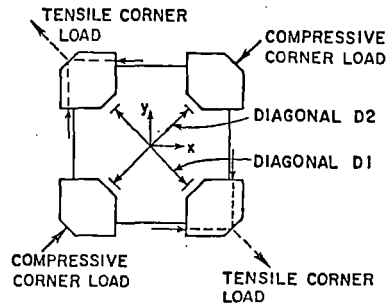 TENSILE CORNER
LOAD
COMPRESSIVE
CORNER LOAD
y
DIAGONAL D2
x
DIAGONAL D1
COMPRESSIVE
CORNER LOAD
TENSILE CORNER
LOAD